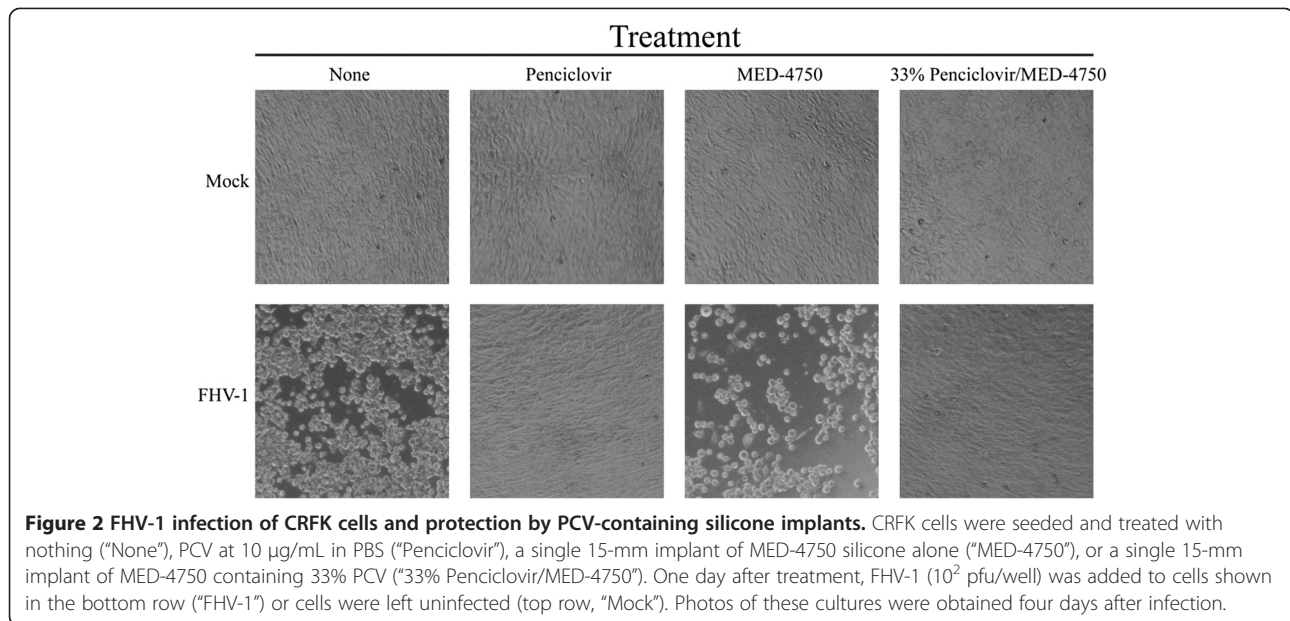 Treatment
None Penciclovir MED-4750 33% Penciclovir/MED-4750
Mock
FHV-1
Figure 2 FHV-1 infection of CRFK cells and protection by PCV-containing silicone implants. CRFK cells were seeded and treated with
nothing (“None”), PCV at 10 μg/mL in PBS (“Penciclovir”), a single 15-mm implant of MED-4750 silicone alone (“MED-4750”), or a single 15-mm
implant of MED-4750 containing 33% PCV (“33% Penciclovir/MED-4750”). One day after treatment, FHV-1 (10² pfu/well) was added to cells shown
in the bottom row (“FHV-1”) or cells were left uninfected (top row, “Mock”). Photos of these cultures were obtained four days after infection.